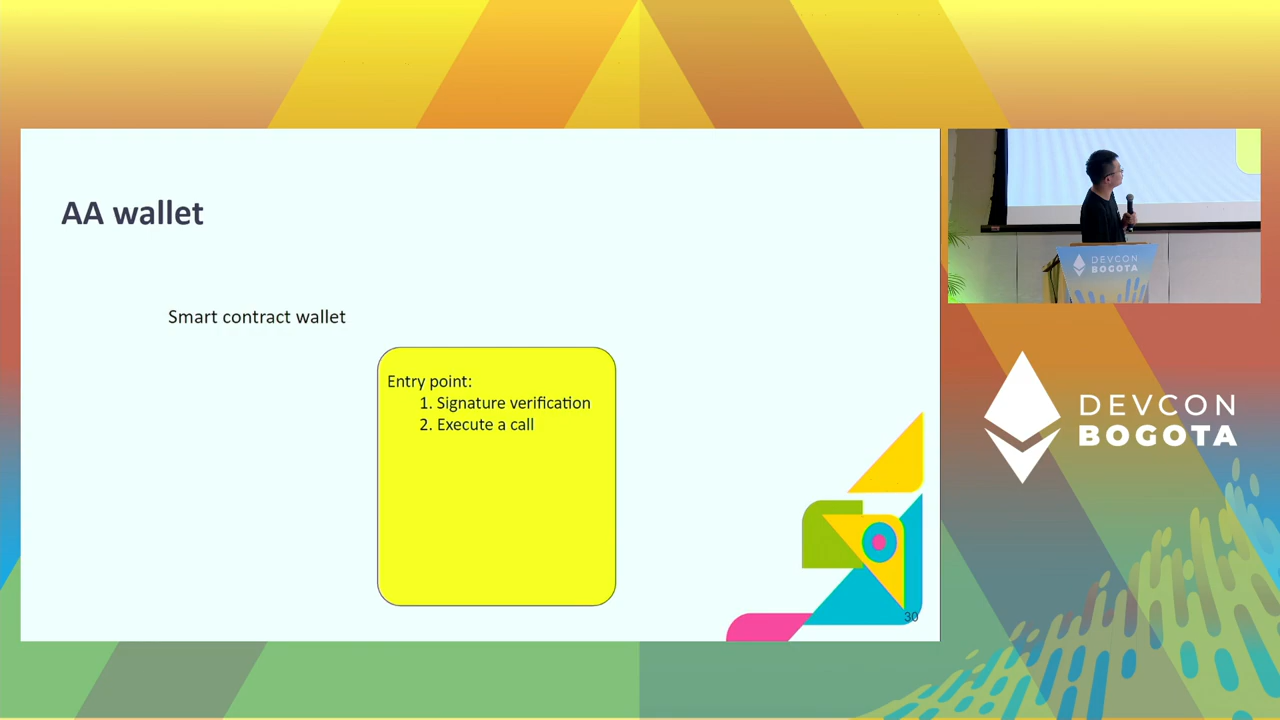 AA wallet
Smart contract wallet
Entry point:
1. Signature verification
2. Execute a call
30
DEVCON
BOGOTA
DEVCON
BOGOTA